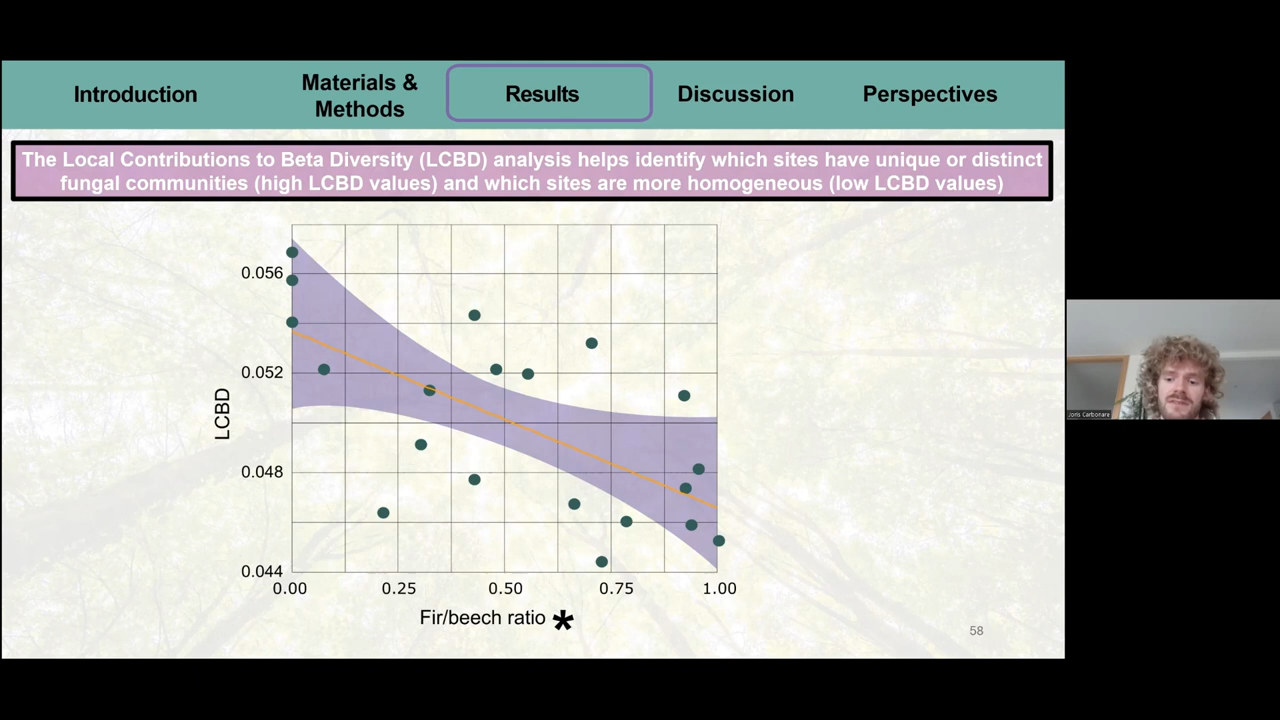 Introduction
Materials &
Methods
Results
Discussion
Perspectives
The Local Contributions to Beta Diversity (LCBD) analysis helps identify which sites have unique or distinct
fungal communities (high LCBD values) and which sites are more homogeneous (low LCBD values)
0.056
0.052
LCBD
0.048
0.044
0.00
0.25
0.50
0.75
1.00
Fir/beech ratio *
58
Joris Carbonare